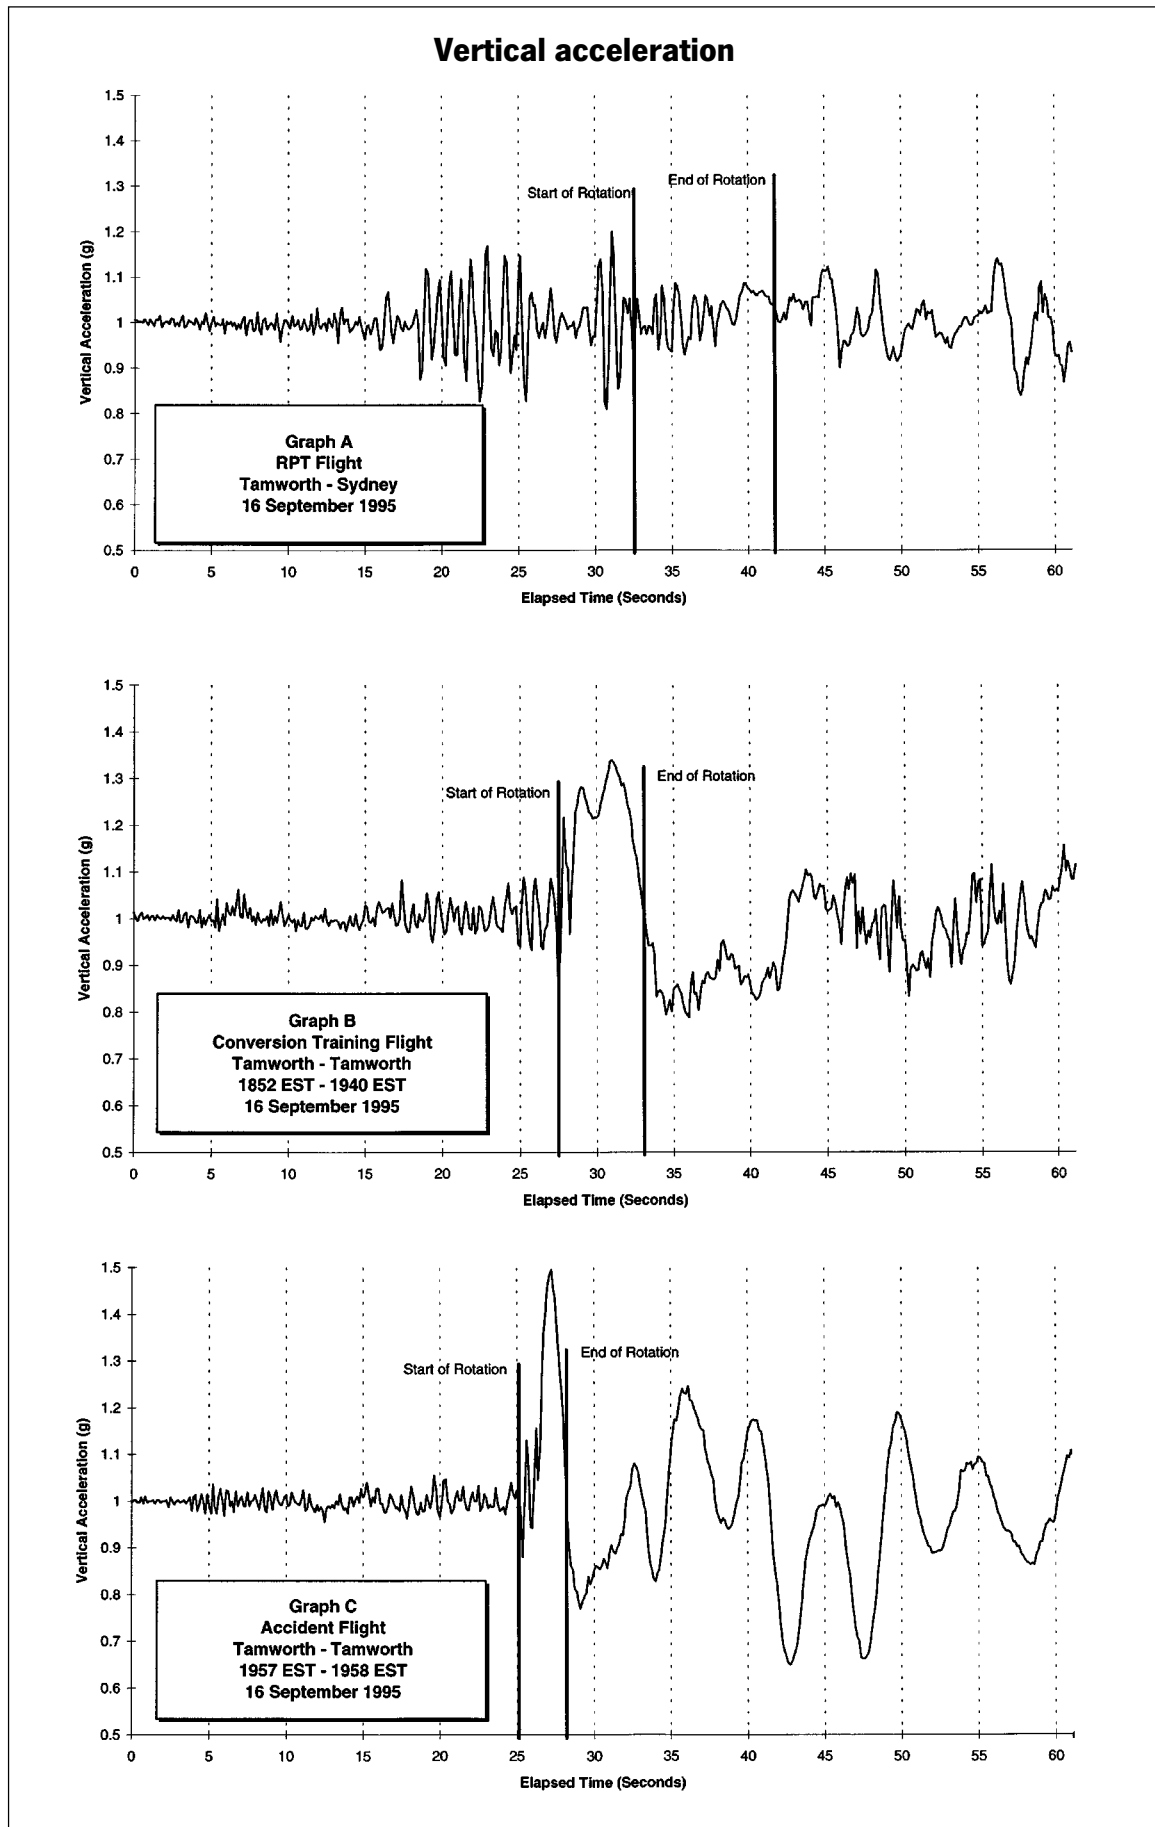 Vertical acceleration
1.5
1.4
1.3
1.2
1.1
1
0.9
0.8
0.7
0.6
0.5
Vertical Acceleration (g)
Start of Rotation
End of Rotation
Graph A
RPT Flight
Tamworth - Sydney
16 September 1995
0 5 10 15 20 25 30 35 40 45 50 55 60
Elapsed Time (Seconds)
1.5
1.4
1.3
1.2
1.1
1
0.9
0.8
0.7
0.6
0.5
Vertical Acceleration (g)
Start of Rotation
End of Rotation
Graph B
Conversion Training Flight
Tamworth - Tamworth
1852 EST - 1940 EST
16 September 1995
0 5 10 15 20 25 30 35 40 45 50 55 60
Elapsed Time (Seconds)
1.5
1.4
1.3
1.2
1.1
1
0.9
0.8
0.7
0.6
0.5
Vertical Acceleration (g)
Start of Rotation
End of Rotation
Graph C
Accident Flight
Tamworth - Tamworth
1957 EST - 1958 EST
16 September 1995
0 5 10 15 20 25 30 35 40 45 50 55 60
Elapsed Time (Seconds)